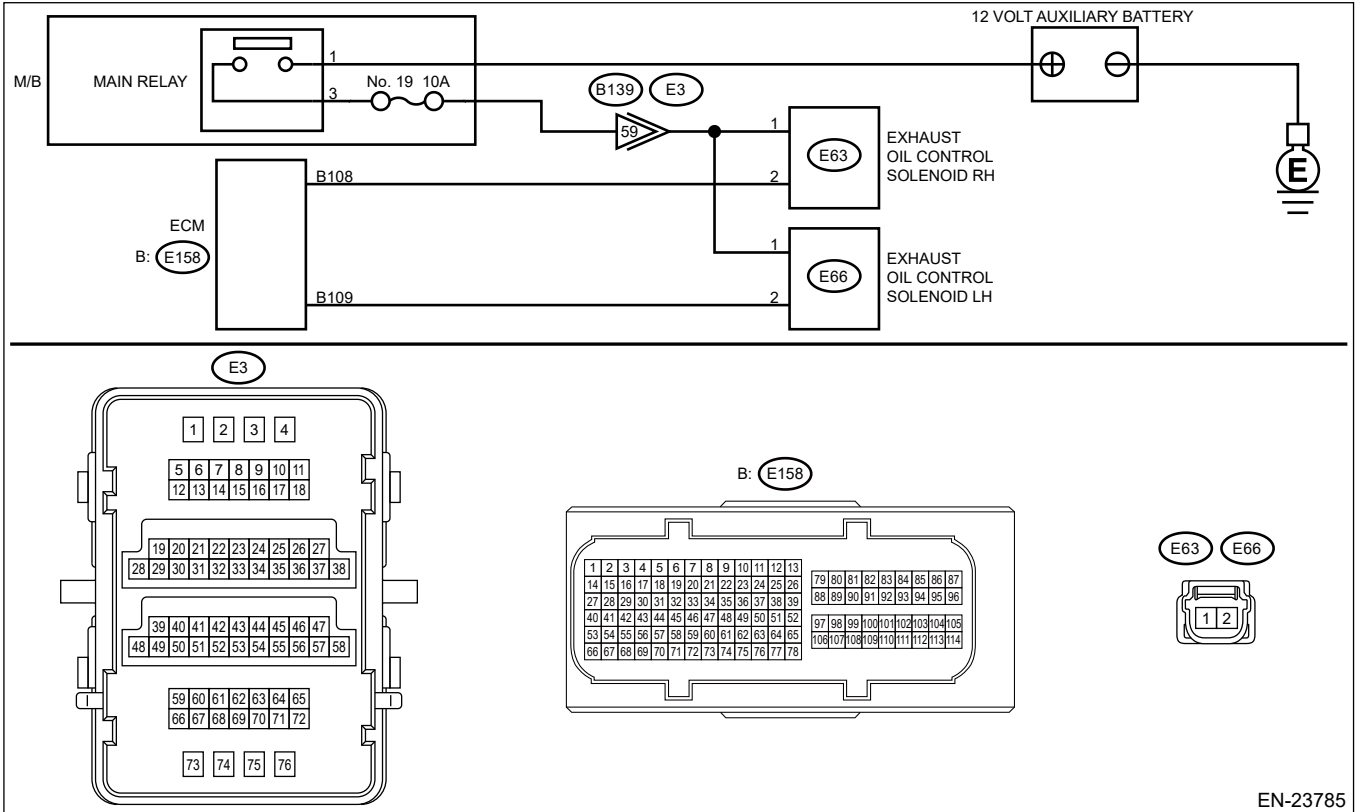 12 VOLT AUXILIARY BATTERY
M/B
MAIN RELAY
1
3
No. 19 10A
B139 E3
59
1
2
E63
EXHAUST
OIL CONTROL
SOLENOID RH
E
B108
ECM
B: E158
B109
1
2
E66
EXHAUST
OIL CONTROL
SOLENOID LH
E3
1 2 3 4
5 6 7 8 9 10 11
12 13 14 15 16 17 18
19 20 21 22 23 24 25 26 27
28 29 30 31 32 33 34 35 36 37 38
39 40 41 42 43 44 45 46 47
48 49 50 51 52 53 54 55 56 57 58
59 60 61 62 63 64 65
66 67 68 69 70 71 72
73 74 75 76
B: E158
1 2 3 4 5 6 7 8 9 10 11 12 13
14 15 16 17 18 19 20 21 22 23 24 25 26
27 28 29 30 31 32 33 34 35 36 37 38 39
40 41 42 43 44 45 46 47 48 49 50 51 52
53 54 55 56 57 58 59 60 61 62 63 64 65
66 67 68 69 70 71 72 73 74 75 76 77 78
79 80 81 82 83 84 85 86 87
88 89 90 91 92 93 94 95 96
97 98 99 100 101 102 103 104 105
106 107 108 109 110 111 112 113 114
E63 E66
1 2
EN-23785